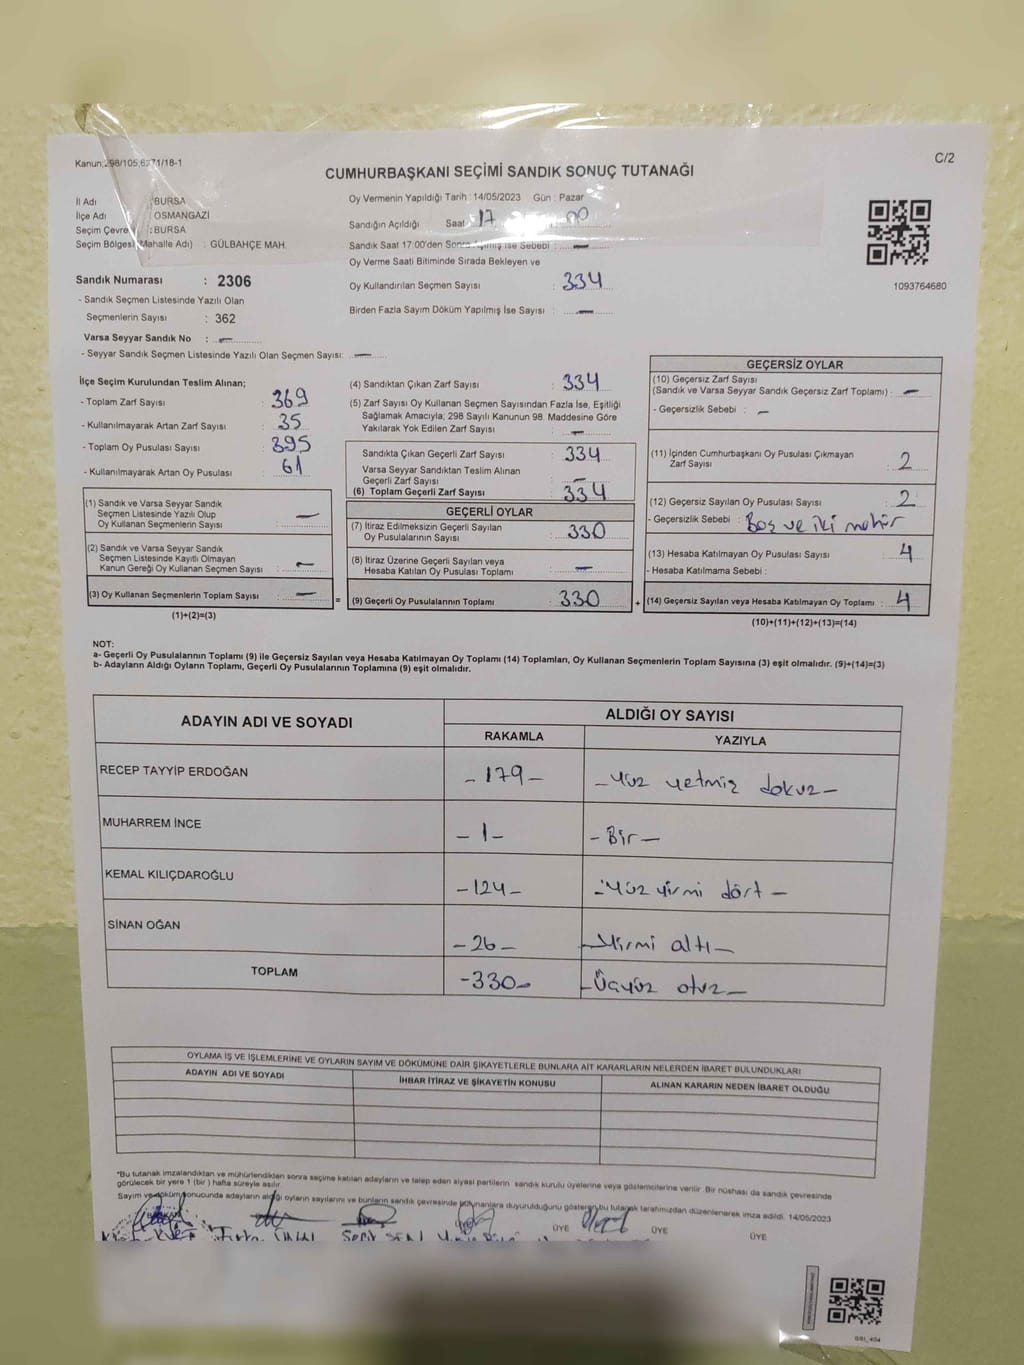 Kanun:298/105;6271/18-1
C/2
CUMHURBAŞKANI SEÇİMİ SANDIK SONUÇ TUTANAĞI
İl Adı : BURSA
İlçe Adı : OSMANGAZİ
Seçim Çevresi : BURSA
Seçim Bölgesi(Mahalle Adı) : GÜLBAHÇE MAH.
Oy Vermenin Yapıldığı Tarih : 14/05/2023 Gün : Pazar
Sandığın Açıldığı Saat : 17 : 00
Sandık Saat 17:00'den Sonra Açılmış İse Sebebi : —
Oy Verme Saati Bitiminde Sırada Bekleyen ve
Oy Kullandırılan Seçmen Sayısı : 334
Birden Fazla Sayım Döküm Yapılmış İse Sayısı : —
1093764680
Sandık Numarası : 2306
- Sandık Seçmen Listesinde Yazılı Olan
Seçmenlerin Sayısı : 362
Varsa Seyyar Sandık No : —
- Seyyar Sandık Seçmen Listesinde Yazılı Olan Seçmen Sayısı: —
İlçe Seçim Kurulundan Teslim Alınan;
- Toplam Zarf Sayısı : 369
- Kullanılmayarak Artan Zarf Sayısı : 35
- Toplam Oy Pusulası Sayısı : 395
- Kullanılmayarak Artan Oy Pusulası : 61
(1) Sandık ve Varsa Seyyar Sandık
Seçmen Listesinde Yazılı Olup
Oy Kullanan Seçmenlerin Sayısı : —
(2) Sandık ve Varsa Seyyar Sandık
Seçmen Listesinde Kayıtlı Olmayan
Kanun Gereği Oy Kullanan Seçmen Sayısı : —
(3) Oy Kullanan Seçmenlerin Toplam Sayısı : —
(1)+(2)=(3)
(4) Sandıktan Çıkan Zarf Sayısı : 334
(5) Zarf Sayısı Oy Kullanan Seçmen Sayısından Fazla İse, Eşitliği
Sağlamak Amacıyla; 298 Sayılı Kanunun 98. Maddesine Göre
Yakılarak Yok Edilen Zarf Sayısı : —
Sandıkta Çıkan Geçerli Zarf Sayısı : 334
Varsa Seyyar Sandıktan Teslim Alınan
Geçerli Zarf Sayısı : —
(6) Toplam Geçerli Zarf Sayısı : 334
GEÇERLİ OYLAR
(7) İtiraz Edilmeksizin Geçerli Sayılan
Oy Pusulalarının Sayısı : 330
(8) İtiraz Üzerine Geçerli Sayılan veya
Hesaba Katılan Oy Pusulası Toplamı : —
= (9) Geçerli Oy Pusulalarının Toplamı : 330
GEÇERSİZ OYLAR
(10) Geçersiz Zarf Sayısı
(Sandık ve Varsa Seyyar Sandık Geçersiz Zarf Toplamı) : —
- Geçersizlik Sebebi : —
(11) İçinden Cumhurbaşkanı Oy Pusulası Çıkmayan
Zarf Sayısı : 2
(12) Geçersiz Sayılan Oy Pusulası Sayısı : 2
- Geçersizlik Sebebi : Boş ve iki mühür
(13) Hesaba Katılmayan Oy Pusulası Sayısı : 4
- Hesaba Katılmama Sebebi :
+ (14) Geçersiz Sayılan veya Hesaba Katılmayan Oy Toplamı : 4
(10)+(11)+(12)+(13)=(14)
NOT:
a- Geçerli Oy Pusulalarının Toplamı (9) ile Geçersiz Sayılan veya Hesaba Katılmayan Oy Toplamı (14) Toplamları, Oy Kullanan Seçmenlerin Toplam Sayısına (3) eşit olmalıdır. (9)+(14)=(3)
b- Adayların Aldığı Oyların Toplamı, Geçerli Oy Pusulalarının Toplamına (9) eşit olmalıdır.
ADAYIN ADI VE SOYADI
ALDIĞI OY SAYISI
RAKAMLA YAZIYLA
RECEP TAYYİP ERDOĞAN -179- -Yüz yetmiş dokuz-
MUHARREM İNCE -1- -Bir-
KEMAL KILIÇDAROĞLU -124- -Yüz yirmi dört-
SİNAN OĞAN -26- -Yirmi altı-
TOPLAM -330- -Üçyüz otuz-
OYLAMA İŞ VE İŞLEMLERİNE VE OYLARIN SAYIM VE DÖKÜMÜNE DAİR ŞİKAYETLERLE BUNLARA AİT KARARLARIN NELERDEN İBARET BULUNDUKLARI
ADAYIN ADI VE SOYADI İHBAR İTİRAZ VE ŞİKAYETİN KONUSU ALINAN KARARIN NEDEN İBARET OLDUĞU
*Bu tutanak imzalandıktan ve mühürlendikten sonra seçime katılan adayların ve talep eden siyasi partilerin sandık kurulu üyelerine veya gösterilerine verilir. Bir nüshası da sandık çevresinde
görülecek bir yere 1 (bir) hafta süreyle asılır.
Sayım ve döküm sonucunda adayların aldığı oyların sayılarını ve bunların sandık çevresinde bulunanlara duyurulduğunu gösteren bu tutanak tarafımızdan düzenlenerek imza edildi. 14/05/2023
ÜYE ÜYE ÜYE